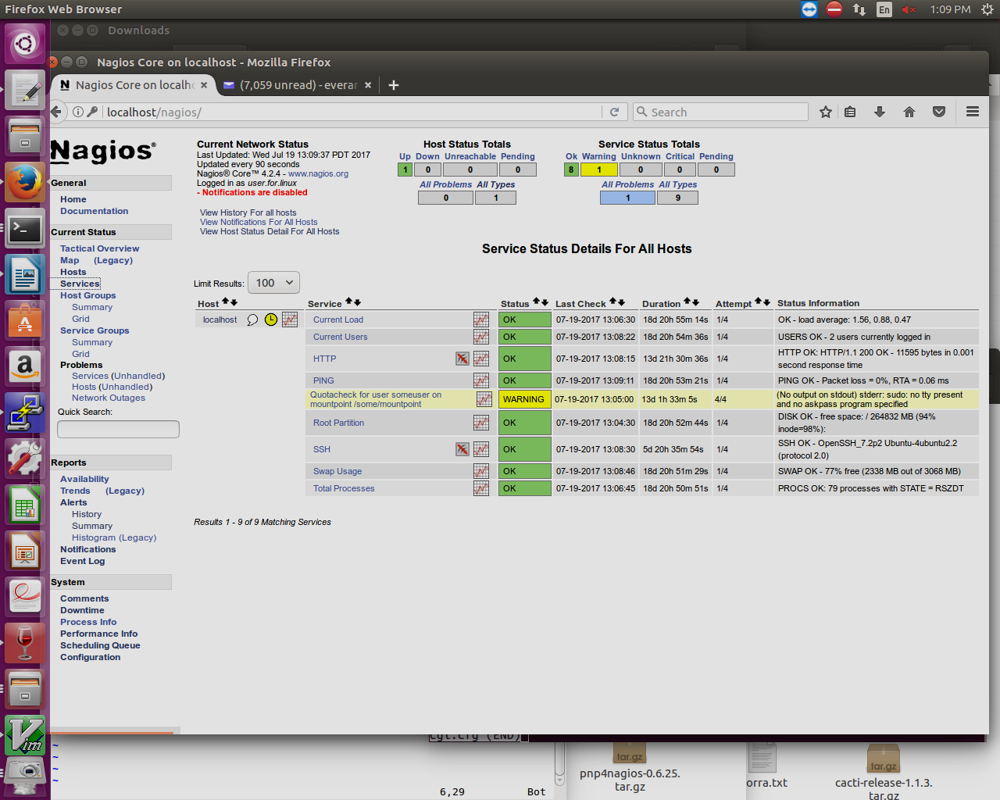 Firefox Web Browser
En
1:09 PM
Downloads
Nagios Core on localhost - Mozilla Firefox
Nagios Core on localh
(7,059 unread) - everar
localhost/nagios/
Search
Nagios®
General
Home
Documentation
Current Status
Tactical Overview
Map (Legacy)
Hosts
Services
Host Groups
Summary
Grid
Service Groups
Summary
Grid
Problems
Services (Unhandled)
Hosts (Unhandled)
Network Outages
Quick Search:
Reports
Availability
Trends (Legacy)
Alerts
History
Summary
Histogram (Legacy)
Notifications
Event Log
System
Comments
Downtime
Process Info
Performance Info
Scheduling Queue
Configuration
Current Network Status
Last Updated: Wed Jul 19 13:09:37 PDT 2017
Updated every 90 seconds
Nagios® Core™ 4.2.4 - www.nagios.org
Logged in as user.for.linux
- Notifications are disabled
View History For all hosts
View Notifications For All Hosts
View Host Status Detail For All Hosts
Host Status Totals
Up Down Unreachable Pending
1 0 0 0
All Problems All Types
0 1
Service Status Totals
Ok Warning Unknown Critical Pending
8 1 0 0 0
All Problems All Types
1 9
Service Status Details For All Hosts
Limit Results: 100
Host Service Status Last Check Duration Attempt Status Information
localhost Current Load OK 07-19-2017 13:06:30 18d 20h 55m 14s 1/4 OK - load average: 1.56, 0.88, 0.47
Current Users OK 07-19-2017 13:08:22 18d 20h 54m 36s 1/4 USERS OK - 2 users currently logged in
HTTP OK 07-19-2017 13:08:15 13d 21h 30m 36s 1/4 HTTP OK: HTTP/1.1 200 OK - 11595 bytes in 0.001
second response time
PING OK 07-19-2017 13:09:11 18d 20h 53m 21s 1/4 PING OK - Packet loss = 0%, RTA = 0.06 ms
Quotacheck for user someuser on
mountpoint /some/mountpoint
WARNING 07-19-2017 13:05:00 13d 1h 33m 5s 4/4
(No output on stdout) stderr: sudo: no tty present
and no askpass program specified
Root Partition OK 07-19-2017 13:04:30 18d 20h 52m 44s 1/4 DISK OK - free space: / 264832 MB (94%
inode=98%):
SSH OK 07-19-2017 13:08:30 5d 20h 35m 54s 1/4 SSH OK - OpenSSH_7.2p2 Ubuntu-4ubuntu2.2
(protocol 2.0)
Swap Usage OK 07-19-2017 13:08:46 18d 20h 51m 29s 1/4 SWAP OK - 77% free (2338 MB out of 3068 MB)
Total Processes OK 07-19-2017 13:06:45 18d 20h 50m 51s 1/4 PROCS OK: 79 processes with STATE = RSZDT
Results 1 - 9 of 9 Matching Services
Vim
cgi.cfg (END)
~
~
~
~
6,29 Bot
tar.gz
pnp4nagios-0.6.25.
tar.gz
orra.txt
tar.gz
cacti-release-1.1.3.
tar.gz